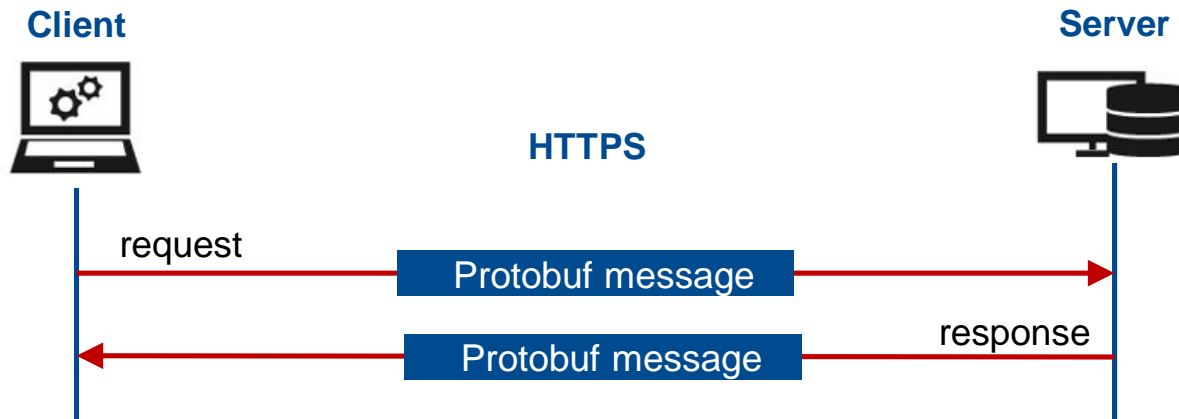 Client
Server
HTTPS
request
Protobuf message
Protobuf message
response